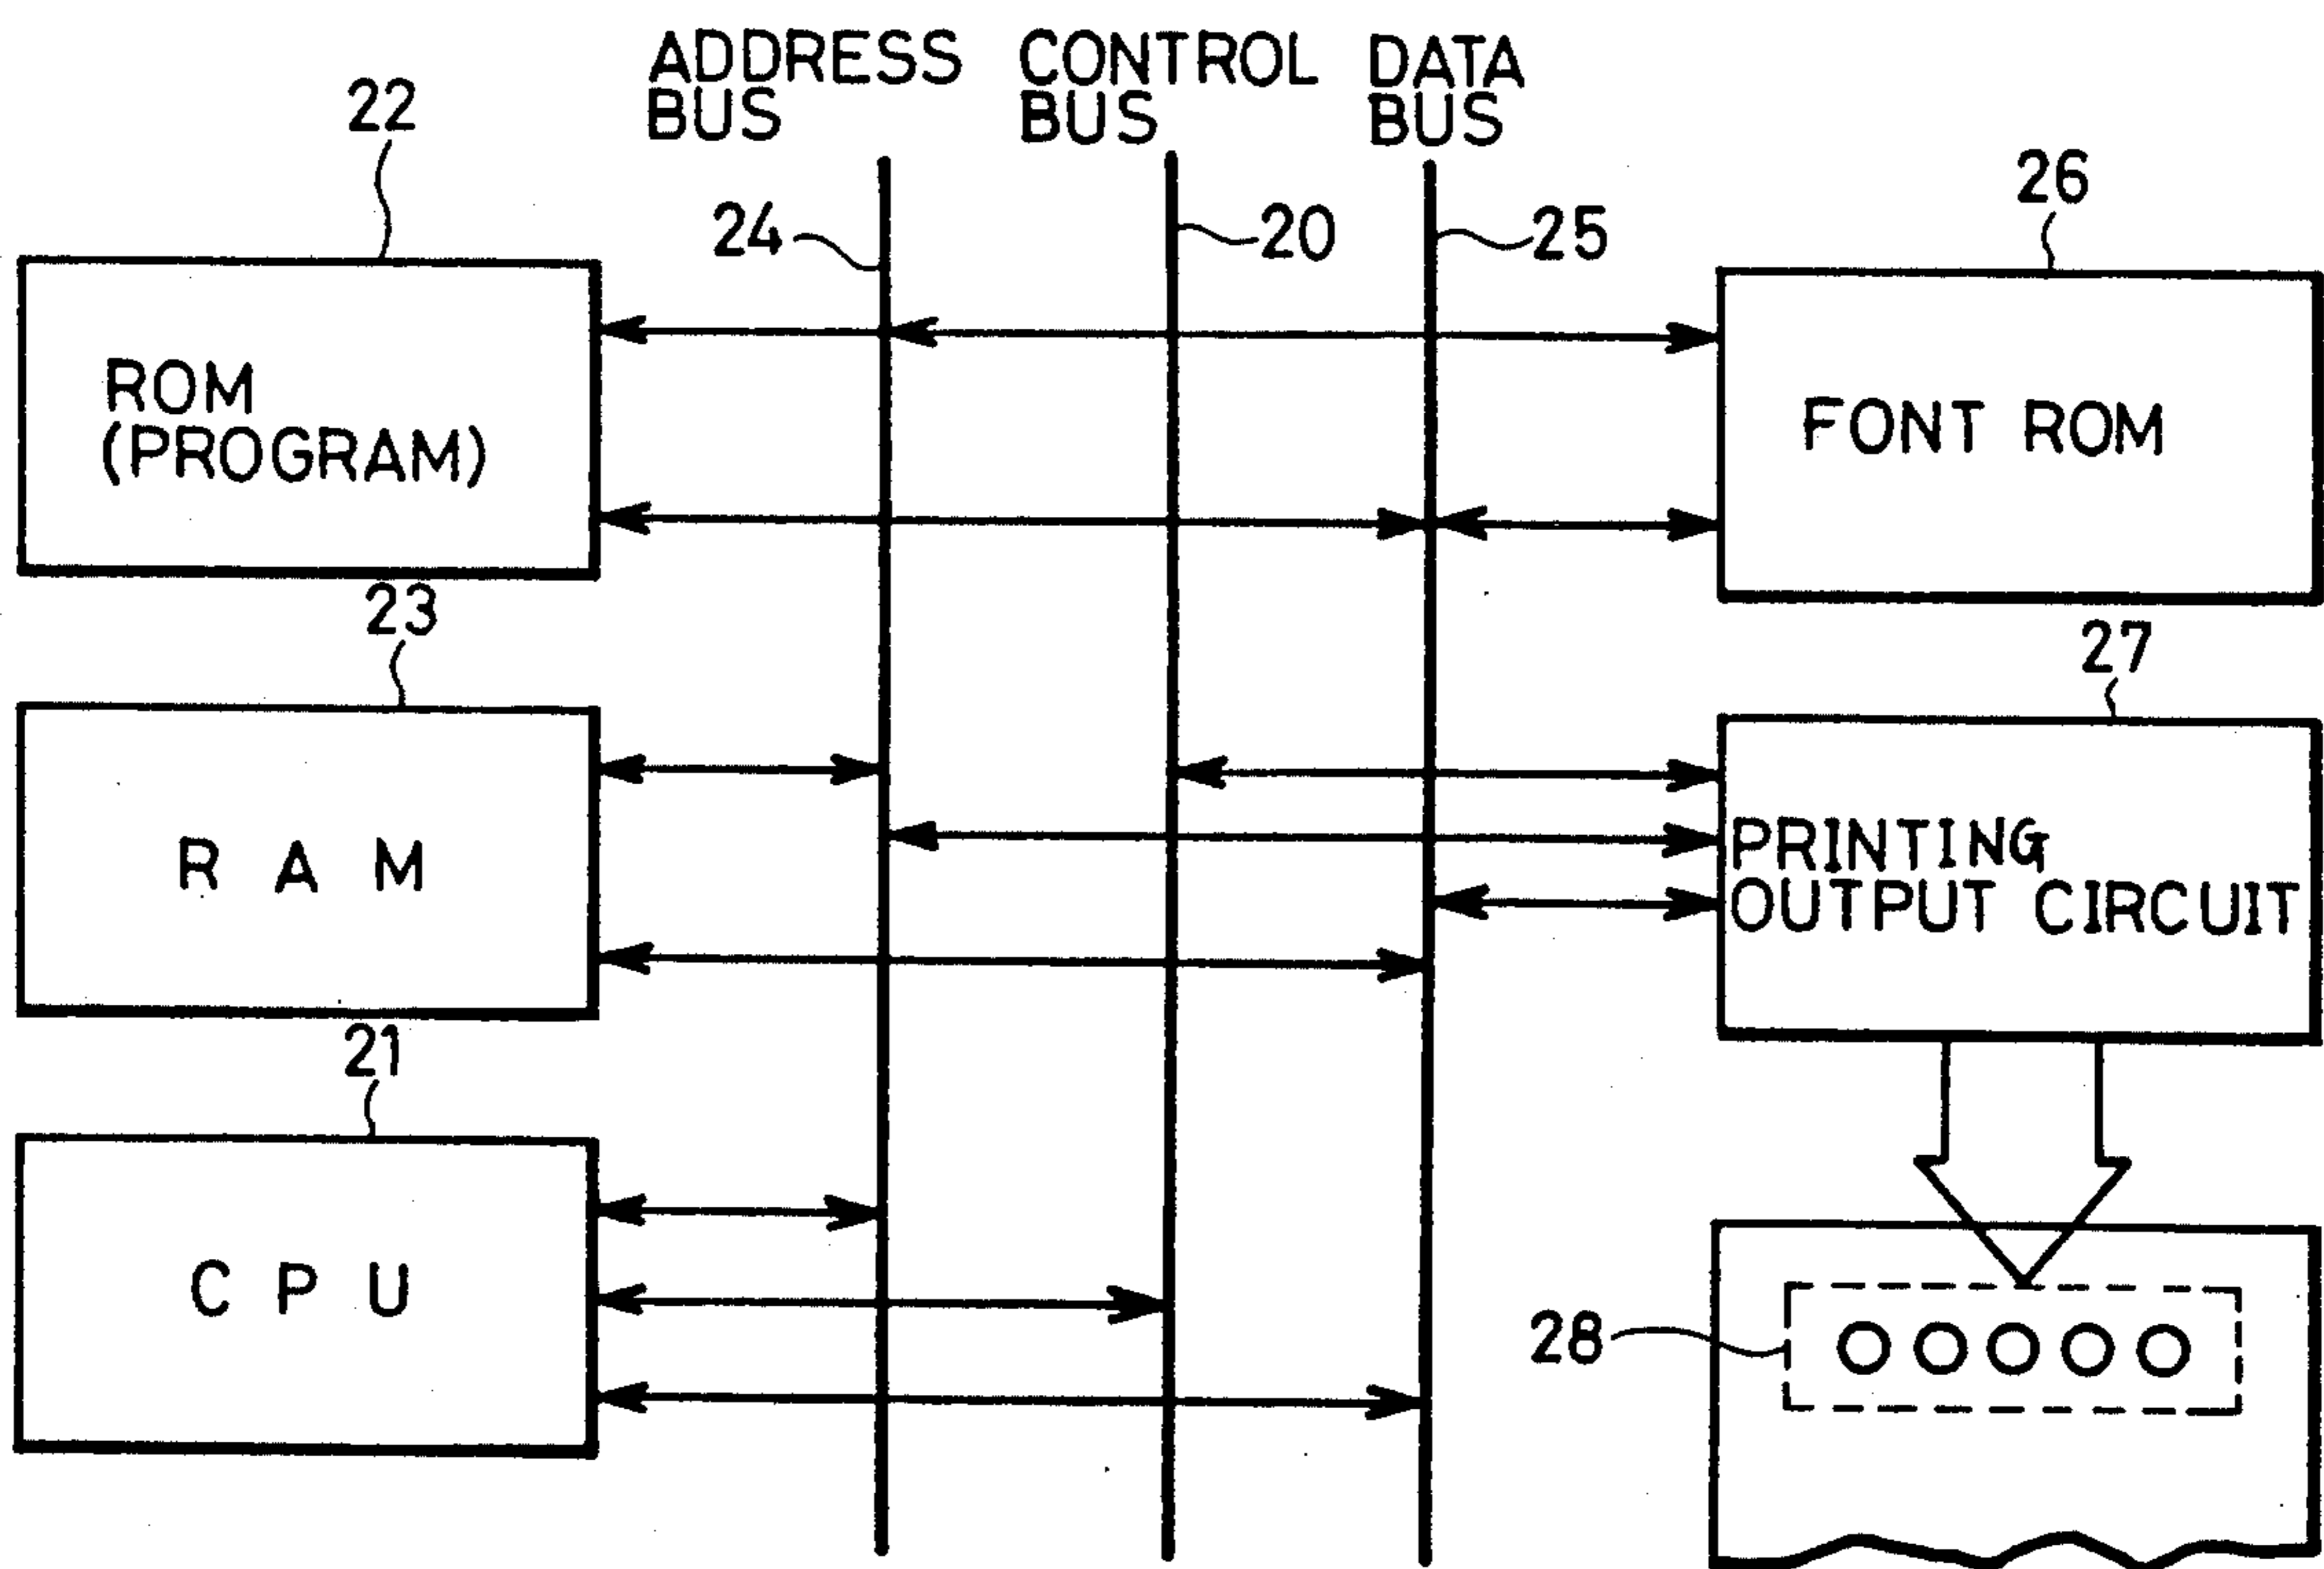 ADDRESS BUS
CONTROL BUS
DATA BUS
22
24
20
25
26
ROM
(PROGRAM)
FONT ROM
23
27
R A M
PRINTING
OUTPUT CIRCUIT
21
C P U
28